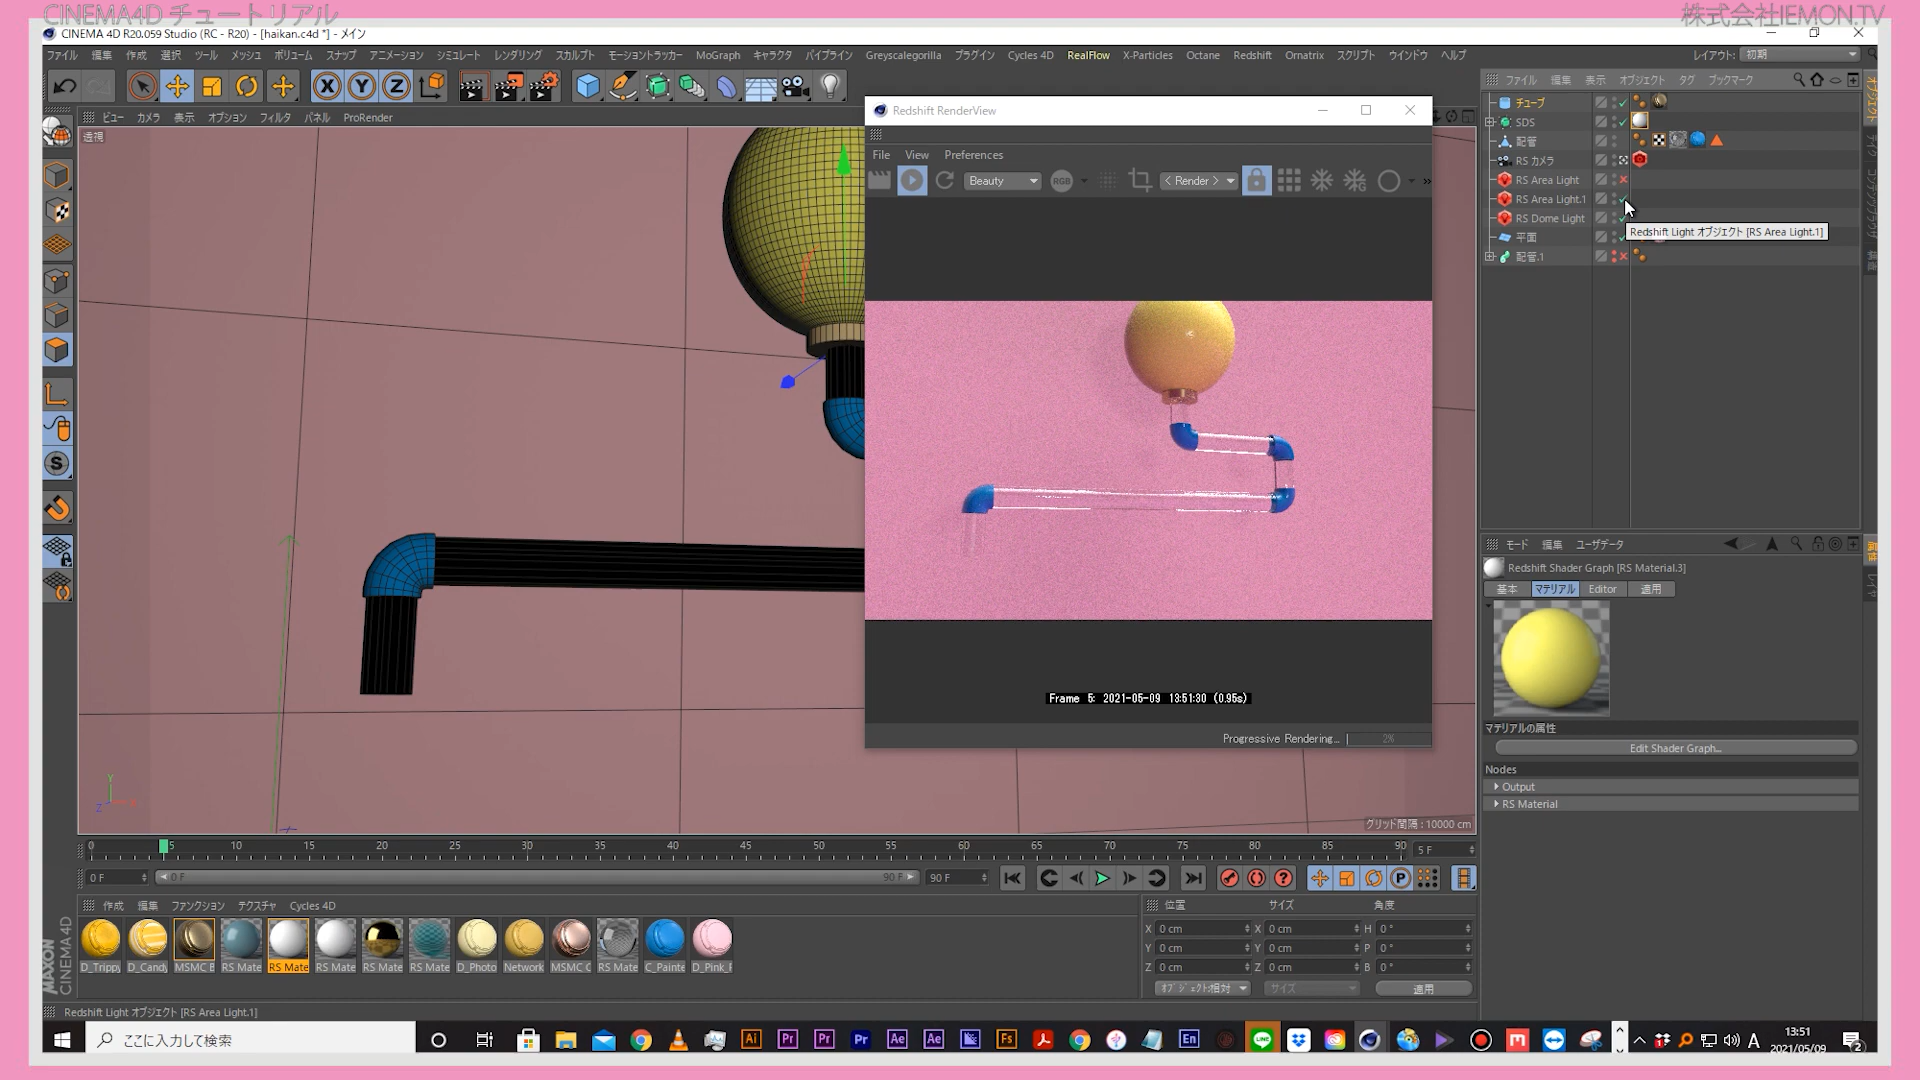 CINEMA4D チュートリアル
株式会社IEMON.TV
CINEMA 4D R20.059 Studio (RC - R20) - [haikan.c4d *] - メイン
ファイル 編集 作成 選択 ツール メッシュ ボリューム スナップ アニメーション シミュレート レンダリング スカルプト モーショントラッカー MoGraph キャラクタ パイプライン Greyscalegorilla プラグイン Cycles 4D RealFlow X-Particles Octane Redshift Ornatrix スクリプト ウインドウ ヘルプ
レイアウト: 初期
ビュー カメラ 表示 オプション フィルタ パネル ProRender
透視
Redshift RenderView
File View Preferences
Beauty
RGB
< Render >
Frame 5: 2021-05-09 13:51:30 (0.95s)
Progressive Rendering...
2%
グリッド間隔 : 10000 cm
ファイル 編集 表示 オブジェクト タグ ブックマーク
チューブ
SDS
配管
RS カメラ
RS Area Light
RS Area Light.1
RS Dome Light
平面
配管.1
Redshift Light オブジェクト [RS Area Light.1]
モード 編集 ユーザデータ
Redshift Shader Graph [RS Material.3]
基本 マテリアル Editor 適用
マテリアルの属性
Edit Shader Graph...
Nodes
Output
RS Material
0 5 10 15 20 25 30 35 40 45 50 55 60 65 70 75 80 85 90 5 F
0 F 0 F 90 F 90 F
作成 編集 ファンクション テクスチャ Cycles 4D
D_Trippy D_Candy MSMC B RS Mate RS Mate RS Mate RS Mate RS Mate D_Photo Network MSMC C RS Mate C_Painte D_Pink_F
位置 サイズ 角度
X 0 cm X 0 cm H 0 °
Y 0 cm Y 0 cm P 0 °
Z 0 cm Z 0 cm B 0 °
オブジェクト相対 サイズ 適用
MAXON
CINEMA 4D
Redshift Light オブジェクト [RS Area Light.1]
ここに入力して検索
A
13:51
2021/05/09